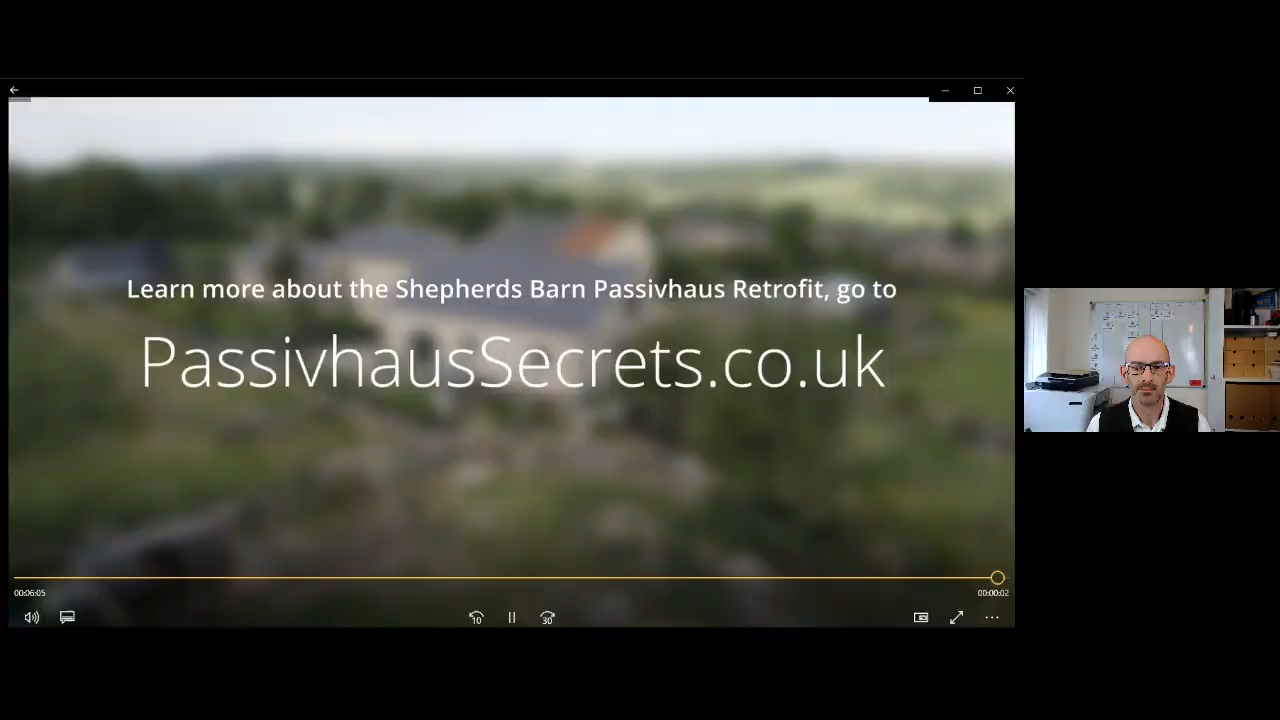 Learn more about the Shepherds Barn Passivhaus Retrofit, go to
PassivhausSecrets.co.uk
00:06:05
00:00:02
10
30